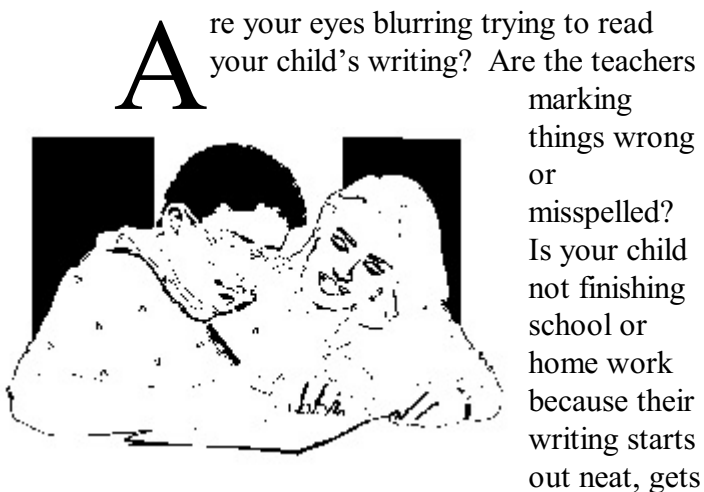 Are your eyes blurring trying to read
your child’s writing?  Are the teachers
marking
things wrong
or
misspelled?
Is your child
not finishing
school or
home work
because their
writing starts
out neat, gets